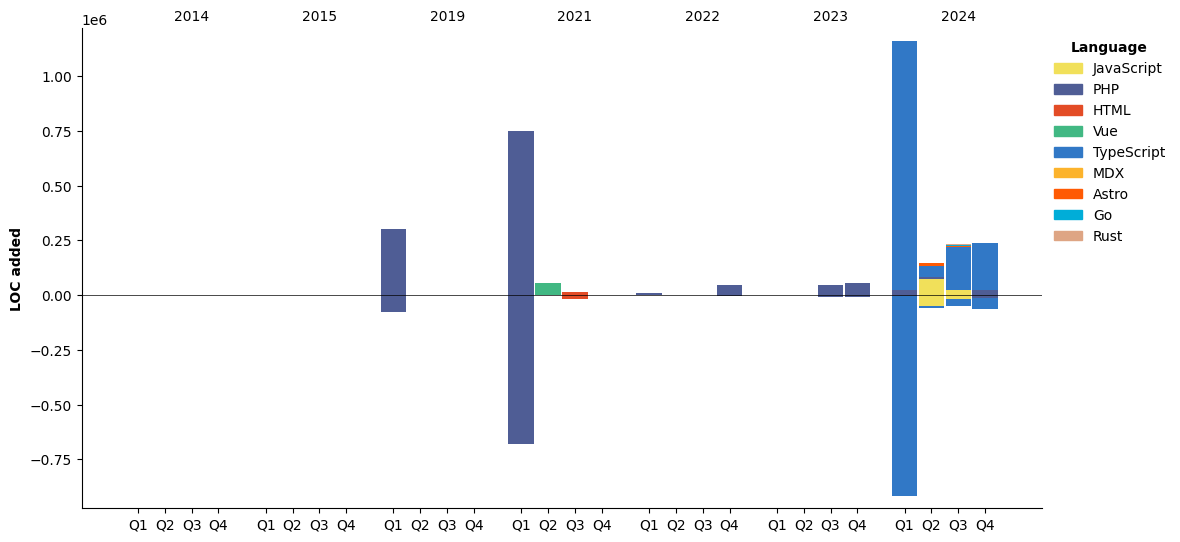 1e6
2014 2015 2019 2021 2022 2023 2024
Language
JavaScript
PHP
HTML
Vue
TypeScript
MDX
Astro
Go
Rust
LOC added
1.00
0.75
0.50
0.25
0.00
−0.25
−0.50
−0.75
Q1 Q2 Q3 Q4 Q1 Q2 Q3 Q4 Q1 Q2 Q3 Q4 Q1 Q2 Q3 Q4 Q1 Q2 Q3 Q4 Q1 Q2 Q3 Q4 Q1 Q2 Q3 Q4